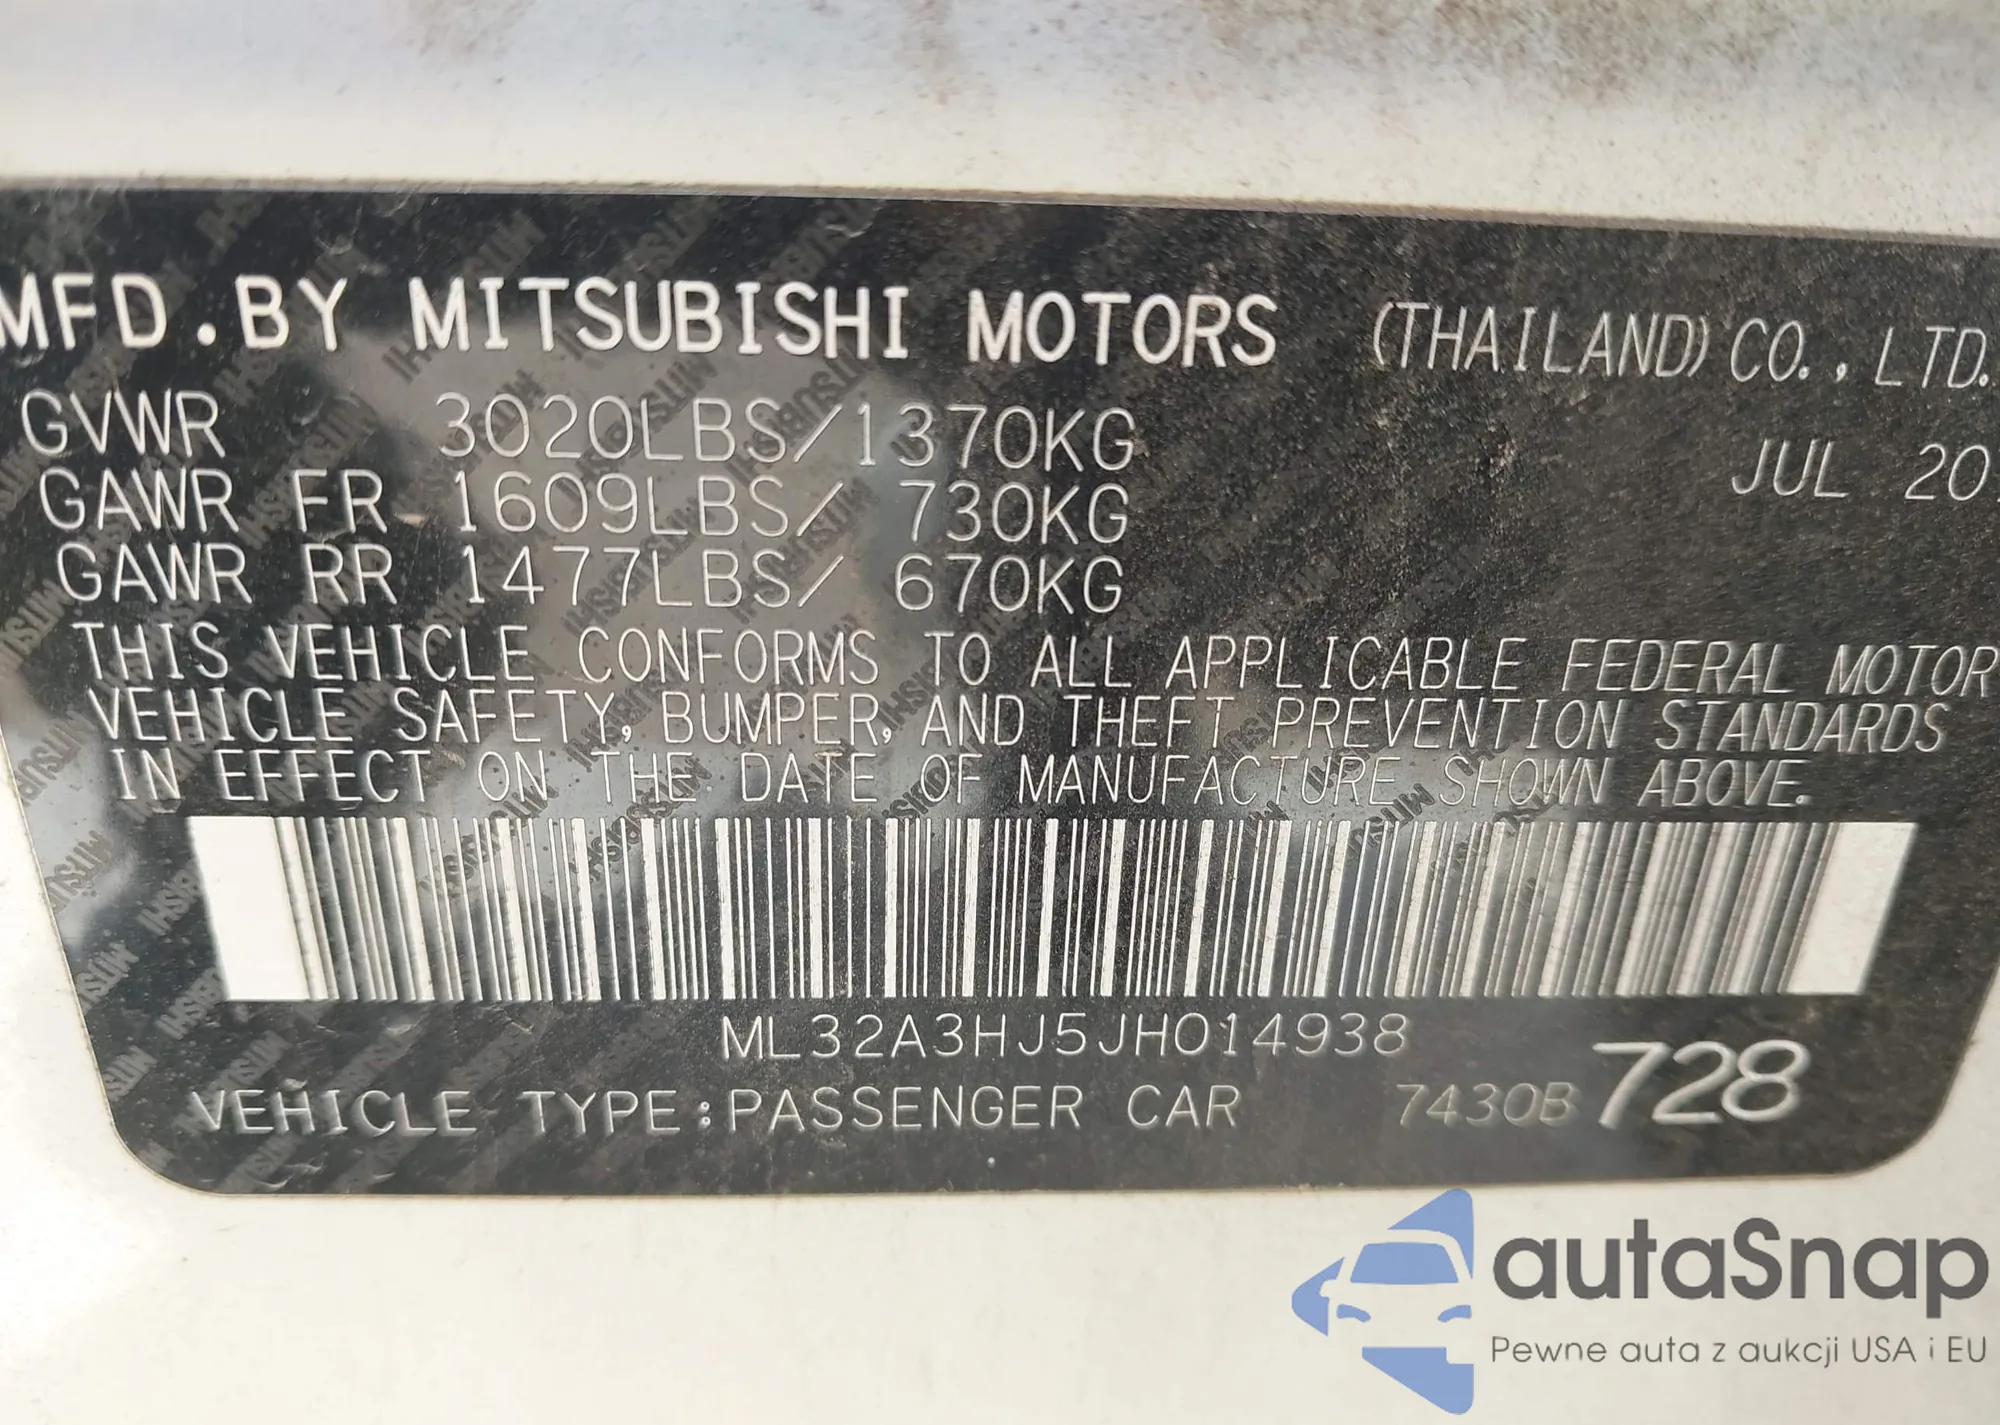 MFD.BY MITSUBISHI MOTORS (THAILAND) CO., LTD.
GVWR 3020LBS/1370KG JUL 201
GAWR FR 1609LBS/ 730KG
GAWR RR 1477LBS/ 670KG
THIS VEHICLE CONFORMS TO ALL APPLICABLE FEDERAL MOTOR
VEHICLE SAFETY, BUMPER, AND THEFT PREVENTION STANDARDS
IN EFFECT ON THE DATE OF MANUFACTURE SHOWN ABOVE.
ML32A3HJ5JH014938
VEHICLE TYPE:PASSENGER CAR 7430B 728
autaSnap
Pewne auta z aukcji USA i EU